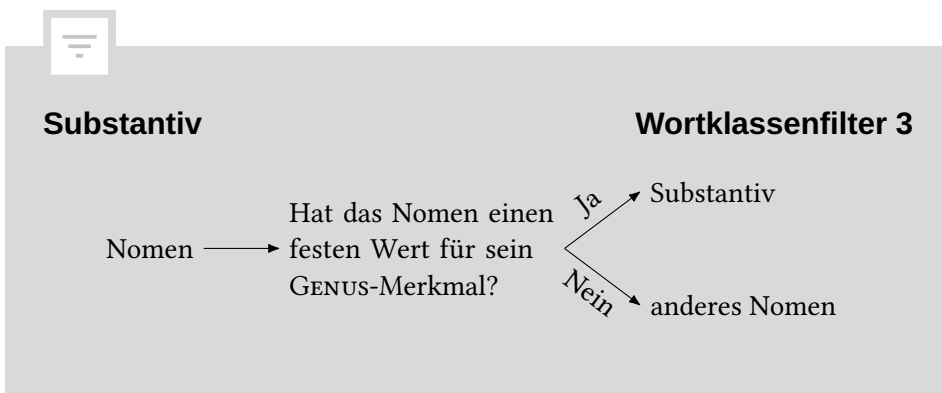 Substantiv
Wortklassenfilter 3
Nomen
Hat das Nomen einen
festen Wert für sein
Genus-Merkmal?
Ja
Substantiv
Nein
anderes Nomen